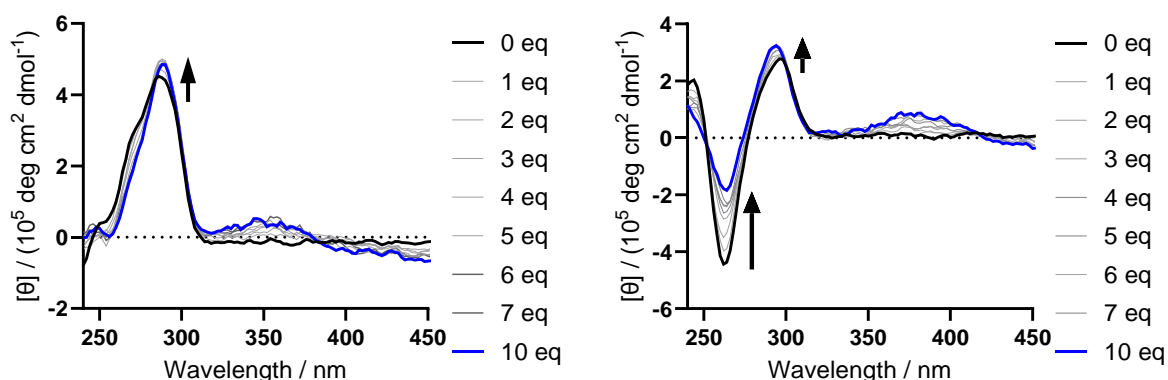 6
4
2
0
-2
[θ] / (10⁵ deg cm² dmol⁻¹)
250 300 350 400 450
Wavelength / nm
0 eq
1 eq
2 eq
3 eq
4 eq
5 eq
6 eq
7 eq
10 eq
4
2
0
-2
-4
-6
[θ] / (10⁵ deg cm² dmol⁻¹)
250 300 350 400 450
Wavelength / nm
0 eq
1 eq
2 eq
3 eq
4 eq
5 eq
6 eq
7 eq
10 eq